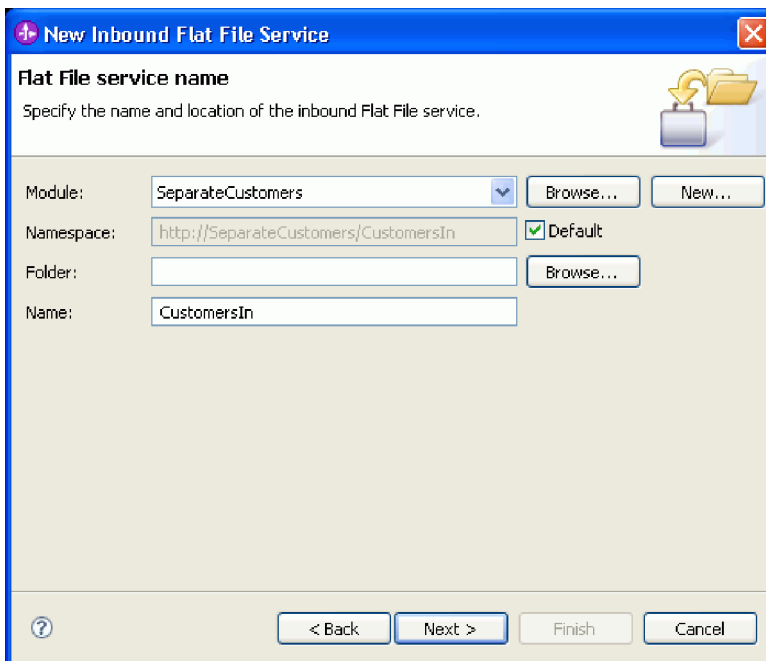 New Inbound Flat File Service
Flat File service name
Specify the name and location of the inbound Flat File service.
Module: SeparateCustomers Browse... New...
Namespace: http://SeparateCustomers/CustomersIn Default
Folder: Browse...
Name: CustomersIn
? < Back Next > Finish Cancel